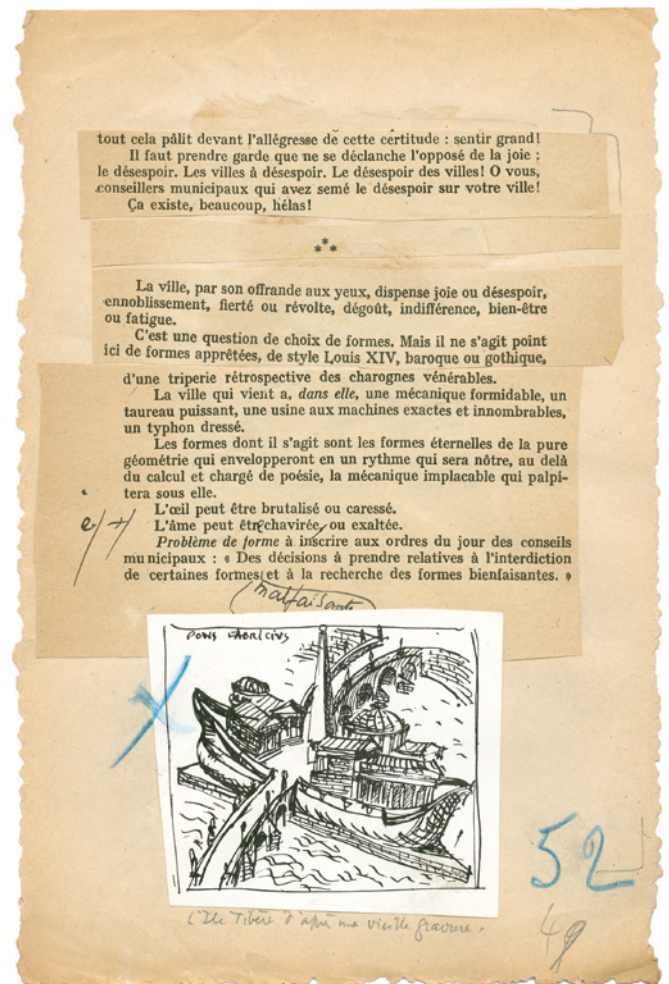 tout cela pâlit devant l'allégresse de cette certitude : sentir grand!
Il faut prendre garde que ne se déclanche l'opposé de la joie :
le désespoir. Les villes à désespoir. Le désespoir des villes! O vous,
conseillers municipaux qui avez semé le désespoir sur votre ville!
Ça existe, beaucoup, hélas!
***
La ville, par son offrande aux yeux, dispense joie ou désespoir,
ennoblissement, fierté ou révolte, dégoût, indifférence, bien-être
ou fatigue.
C'est une question de choix de formes. Mais il ne s'agit point
ici de formes apprêtées, de style Louis XIV, baroque ou gothique,
d'une triperie rétrospective des charognes vénérables.
La ville qui vient a, dans elle, une mécanique formidable, un
taureau puissant, une usine aux machines exactes et innombrables,
un typhon dressé.
Les formes dont il s'agit sont les formes éternelles de la pure
géométrie qui envelopperont en un rythme qui sera nôtre, au delà
du calcul et chargé de poésie, la mécanique implacable qui palpi-
tera sous elle.
L'œil peut être brutalisé ou caressé.
e/ L'âme peut être chavirée ou exaltée.
Problème de forme à inscrire aux ordres du jour des conseils
municipaux : « Des décisions à prendre relatives à l'interdiction
de certaines formes et à la recherche des formes bienfaisantes. »
malfaisantes
PONS FABRICIVS
52
L'Ile Tibère d'après une vieille gravure.
49